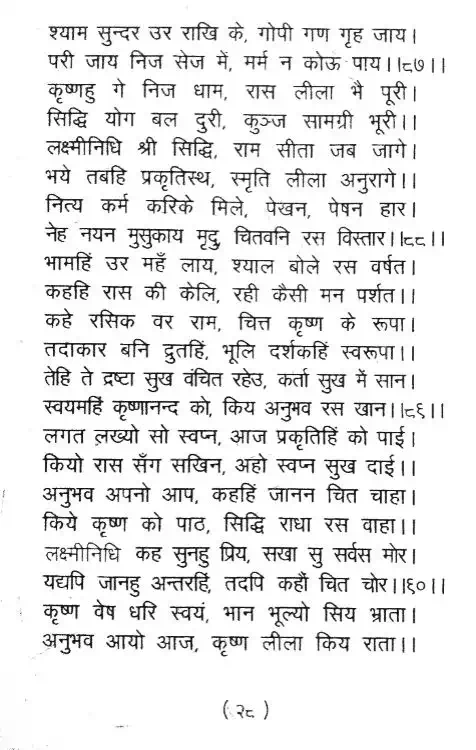 श्याम सुन्दर उर राखि के, गोपी गण गृह जाय।
परी जाय निज सेज में, मर्म न कोऊ पाय।।८७।।
कृष्णहु गे निज धाम, रास लीला भै पूरी।
सिद्धि योग बल दुरी, कुञ्ज सामग्री भूरी।।
लक्ष्मीनिधि श्री सिद्धि, राम सीता जब जागे।
भये तबहि प्रकृतिस्थ, स्मृति लीला अनुरागे।।
नित्य कर्म करिके मिले, पेखन, पेषन हार।
नेह नयन मुसुकाय मृदु, चितवनि रस विस्तार।।८८।।
भामहिं उर महँ लाय, श्याल बोले रस वर्षत।
कहहि रास की केलि, रही कैसी मन पर्शत।।
कहे रसिक वर राम, चित्त कृष्ण के रूपा।
तदाकार बनि द्रुतहिं, भूलि दर्शकहिं स्वरूपा।।
तेहि ते द्रष्टा सुख वंचित रहेउ, कर्ता सुख में सान।
स्वयमहिं कृष्णानन्द को, किय अनुभव रस खान।।८६।।
लगत लख्यो सो स्वप्न, आज प्रकृतिहिं को पाई।
कियो रास सँग सखिन, अहो स्वप्न सुख दाई।।
अनुभव अपनो आप, कहहिं जानन चित चाहा।
किये कृष्ण को पाठ, सिद्धि राधा रस वाहा।।
लक्ष्मीनिधि कह सुनहु प्रिय, सखा सु सर्वस मोर।
यद्यपि जानहु अन्तरहिं, तदपि कहौं चित चोर।।६०।।
कृष्ण वेष धरि स्वयं, भान भूल्यो सिय भ्राता।
अनुभव आयो आज, कृष्ण लीला किय राता।।
(२८)